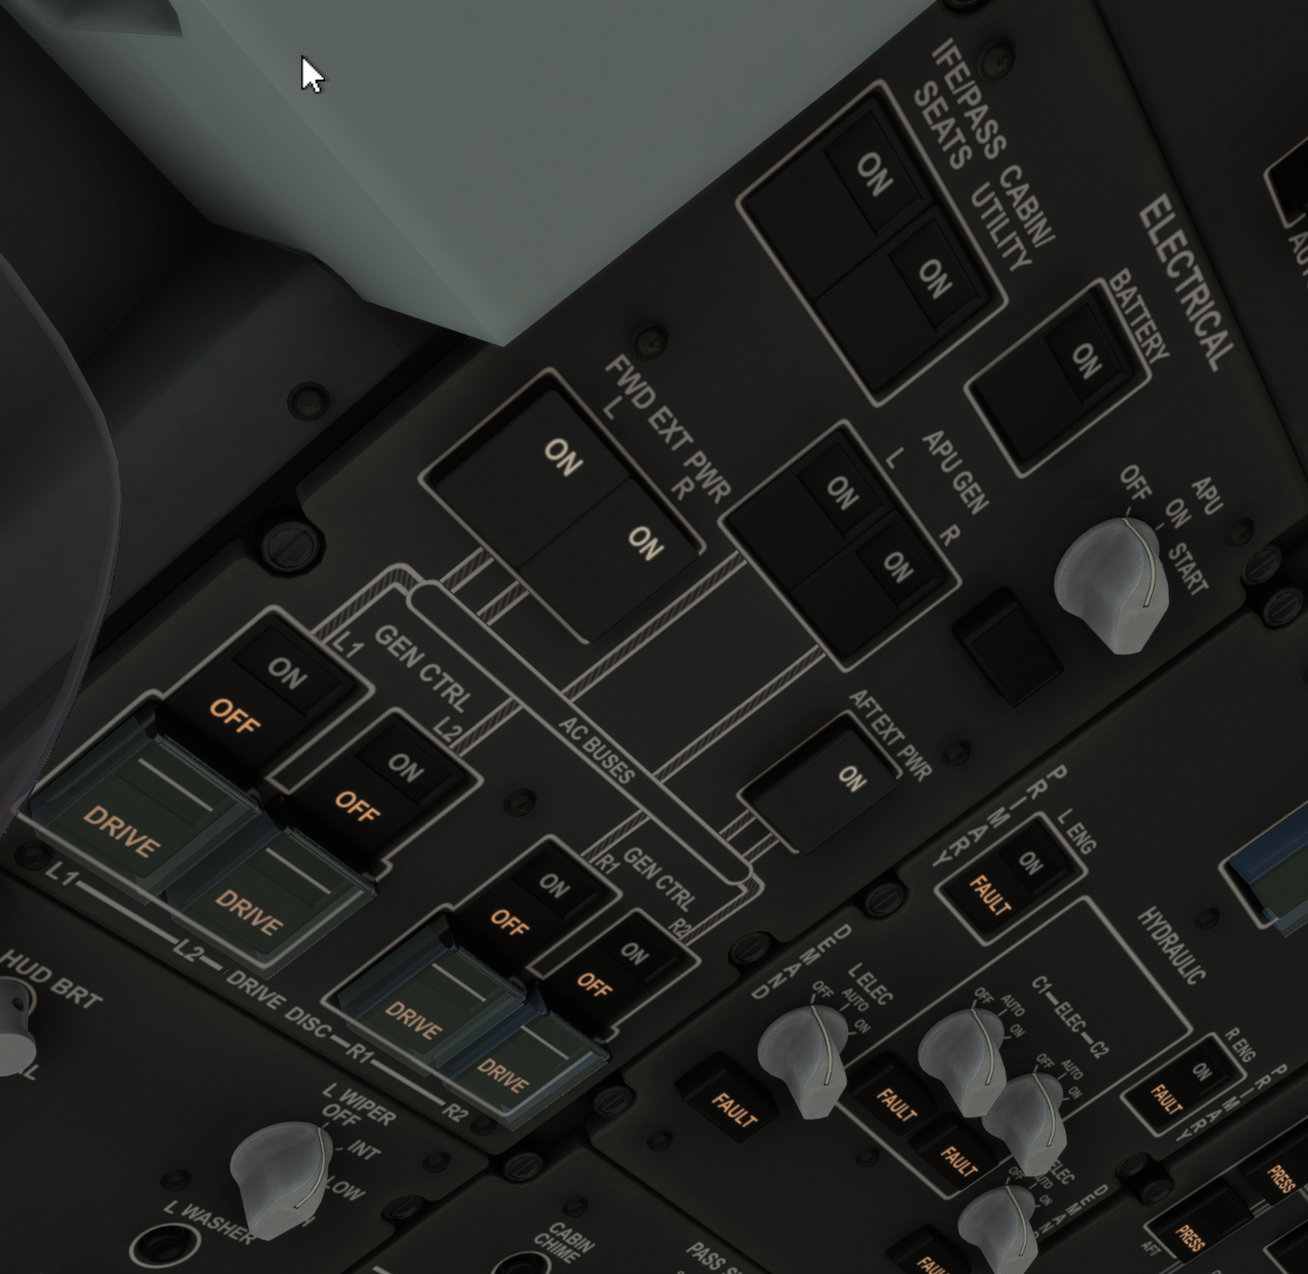 IFE/PASS
SEATS
CABIN/
UTILITY
ON
ON
ELECTRICAL
BATTERY
ON
FWD EXT PWR
L
R
ON
ON
APU GEN
L
R
ON
ON
APU
OFF
ON
START
L1
GEN CTRL
L2
ON
OFF
ON
OFF
AC BUSES
AFT EXT PWR
ON
R1
GEN CTRL
R2
ON
OFF
ON
OFF
DRIVE
DRIVE
DRIVE
DRIVE
L1
L2
DRIVE DISC
R1
R2
HUD BRT
L WIPER
OFF
INT
LOW
L WASHER
CABIN
CHIME
PRIMARY
L ENG
ON
FAULT
HYDRAULIC
DEMAND
L ELEC
OFF
AUTO
ON
FAULT
C1—ELEC—C2
OFF
AUTO
ON
OFF
AUTO
ON
FAULT
FAULT
R ENG
PRIMARY
ON
FAULT
OFF
AUTO
ON
PRESS
PRESS